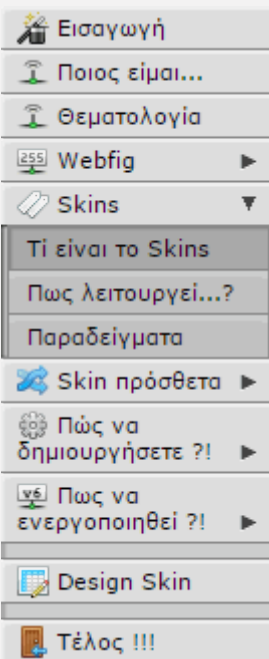 Εισαγωγή
Ποιος είμαι...
Θεματολογία
255 Webfig
Skins
Τί είναι το Skins
Πως λειτουργεί...?
Παραδείγματα
Skin πρόσθετα
Πώς να
δημιουργήσετε ?!
v6 Πως να
ενεργοποιηθεί ?!
Design Skin
Τέλος !!!